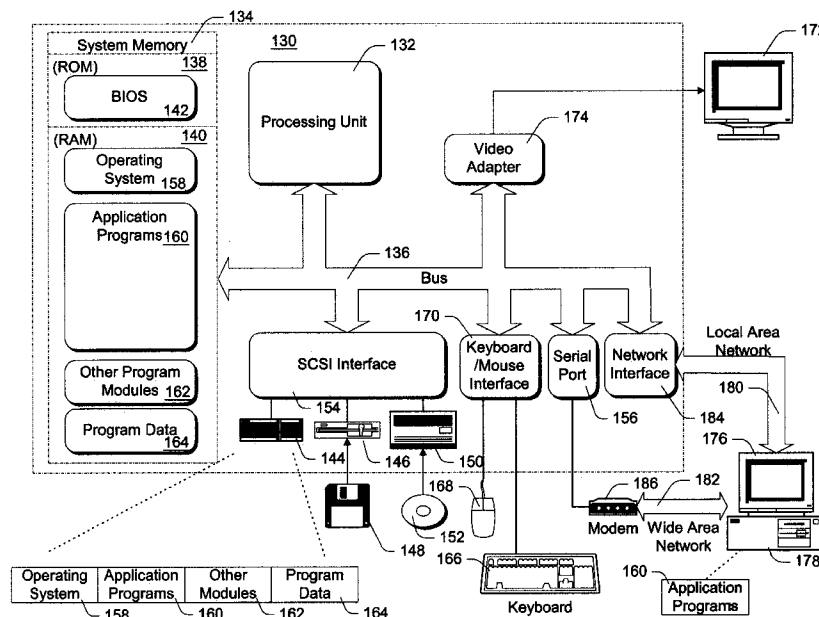 134
System Memory
(ROM) 138
BIOS
142
(RAM) 140
Operating
System
158
Application
Programs
160
Other Program
Modules 162
Program Data
164
130
132
Processing Unit
174
Video
Adapter
172
136
Bus
SCSI Interface
154
170
Keyboard
/Mouse
Interface
Serial
Port
156
Network
Interface
184
Local Area
Network
180
144
146
150
148
152
168
166
Keyboard
186
Modem
182
Wide Area
Network
176
178
160
Application
Programs
Operating
System
Application
Programs
Other
Modules
Program
Data
158
160
162
164